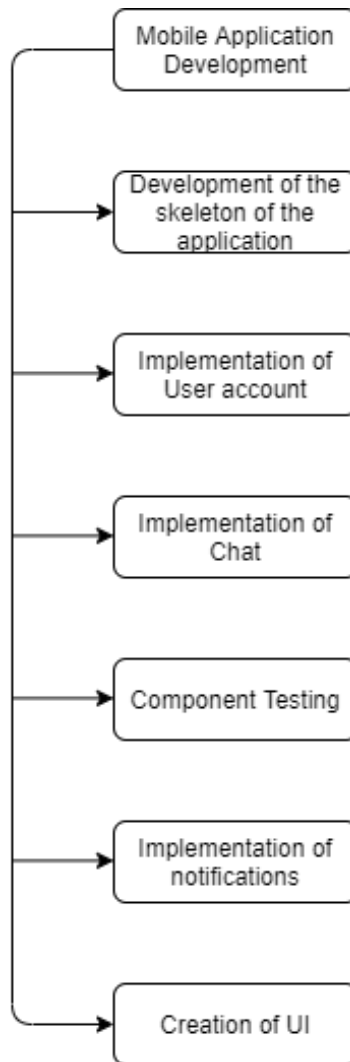 Mobile Application
Development
Development of the
skeleton of the
application
Implementation of
User account
Implementation of
Chat
Component Testing
Implementation of
notifications
Creation of UI